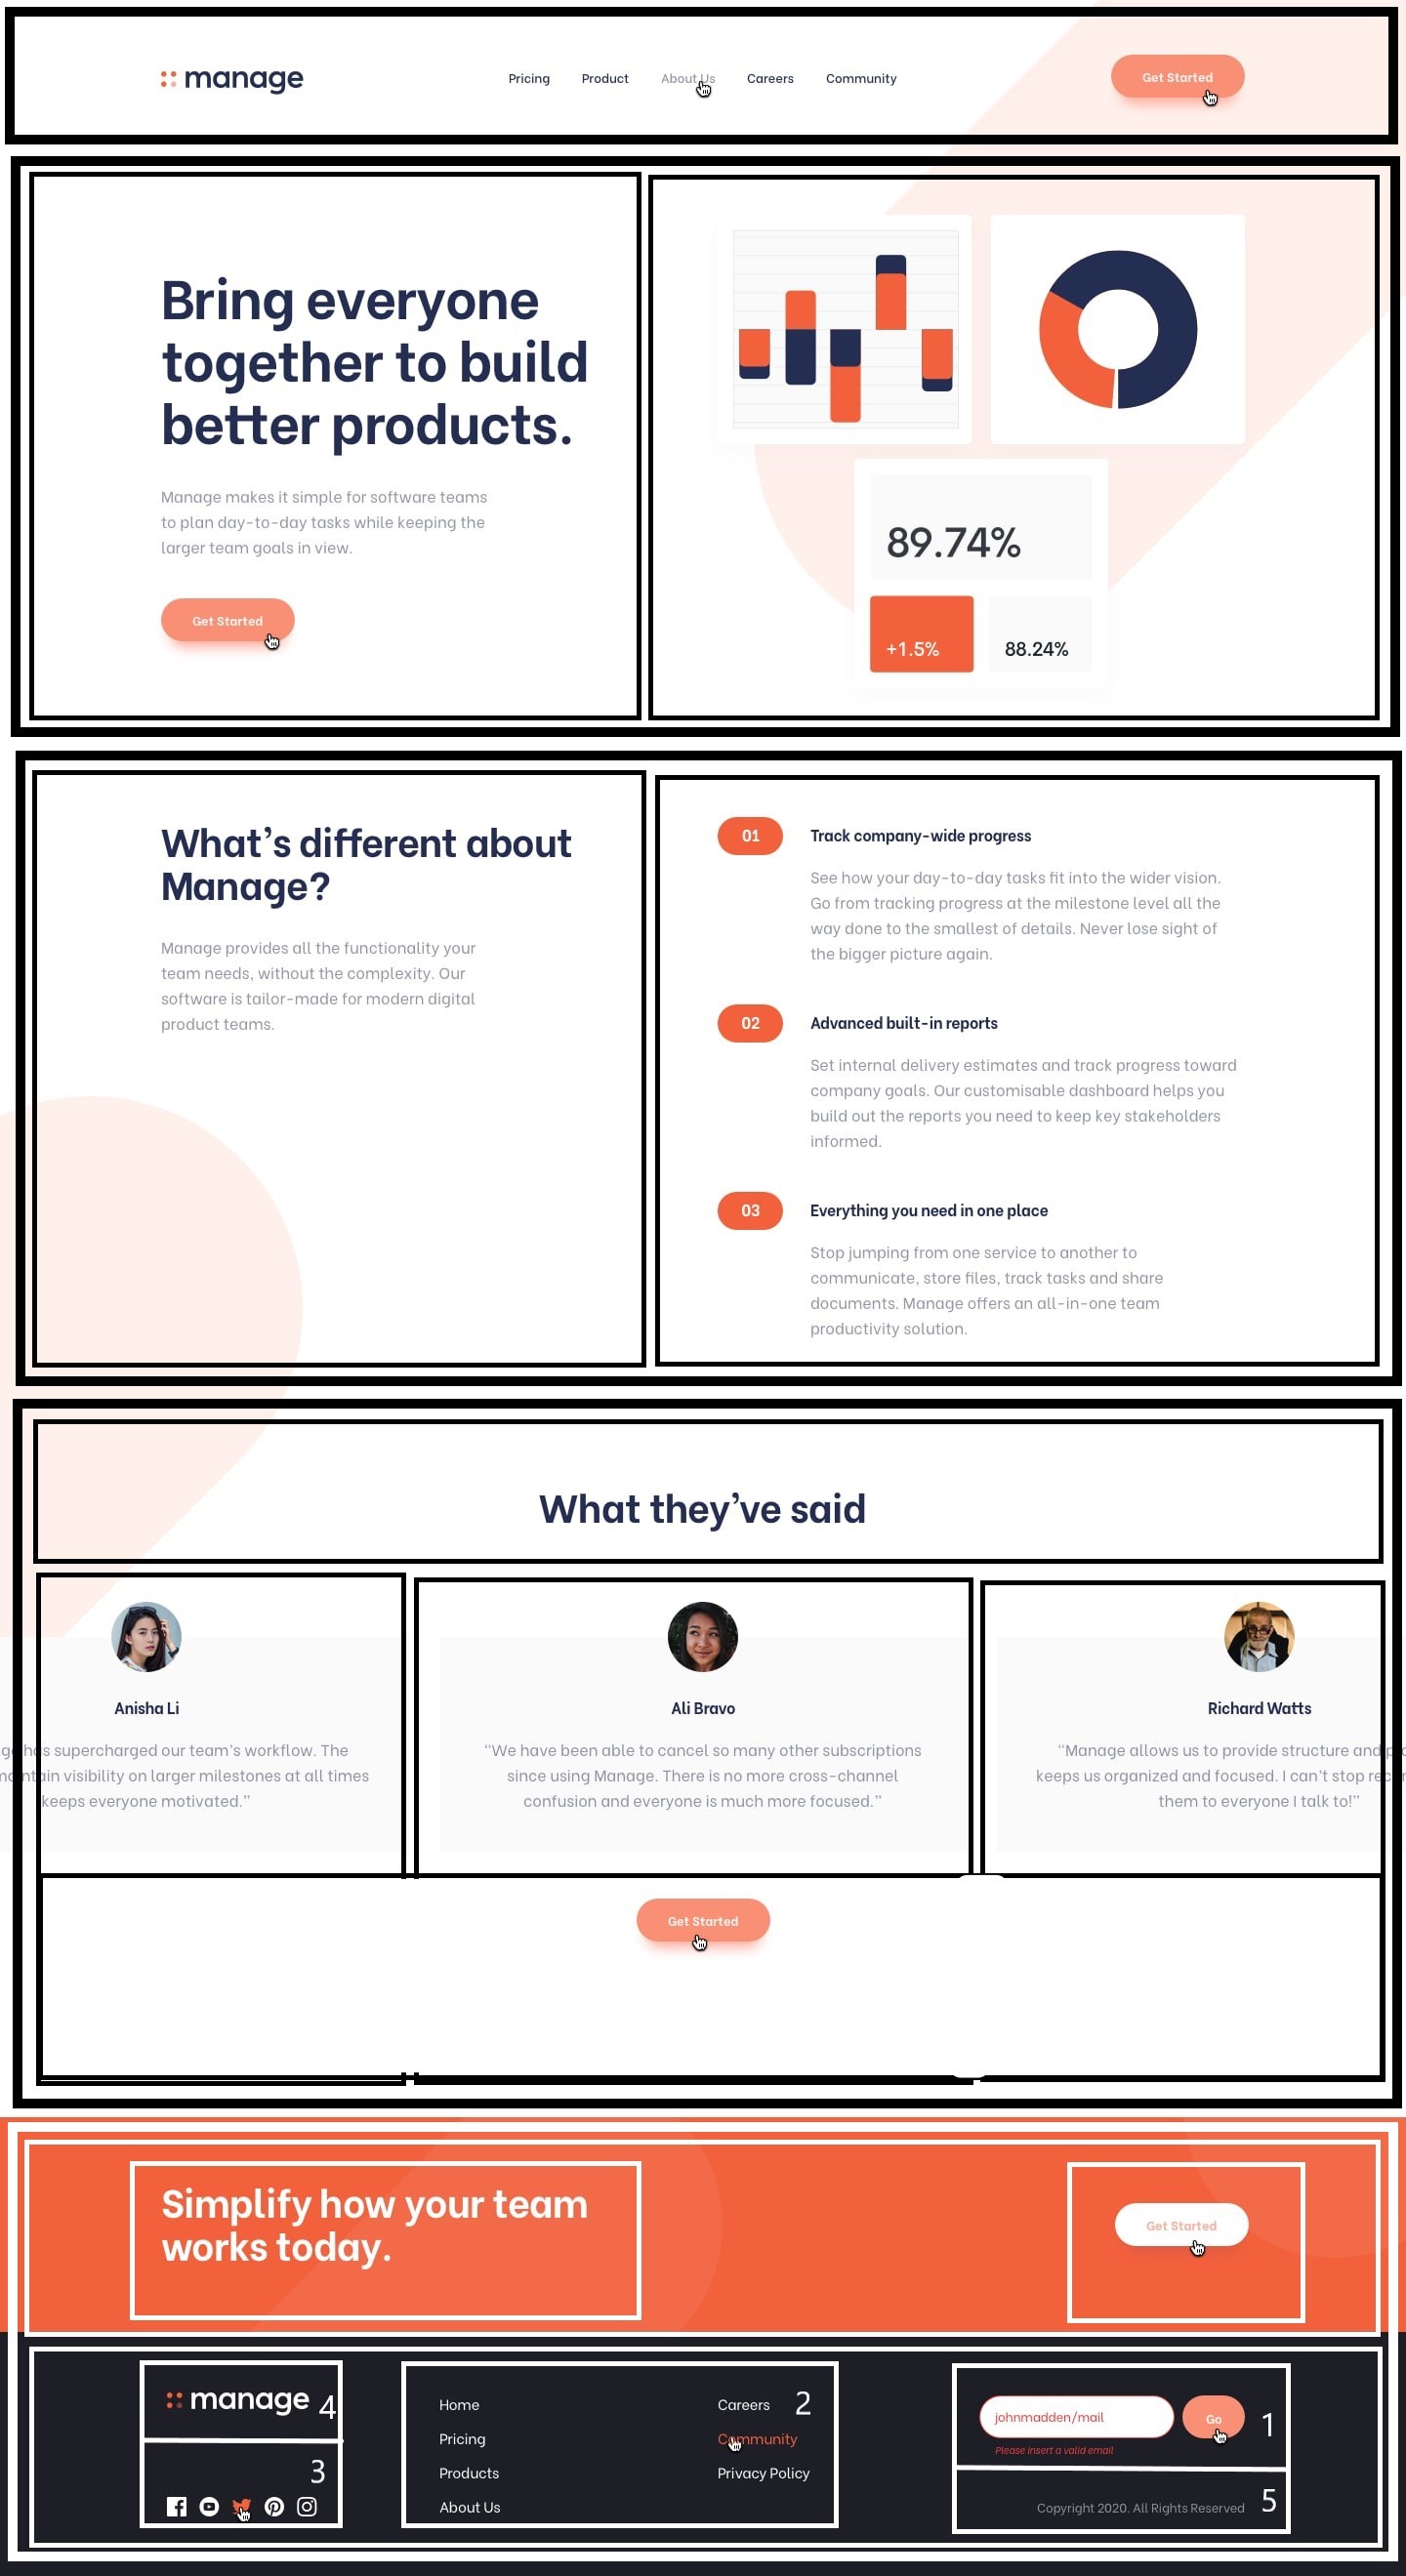 manage
Pricing Product About Us Careers Community
Get Started
Bring everyone
together to build
better products.
Manage makes it simple for software teams
to plan day-to-day tasks while keeping the
larger team goals in view.
Get Started
89.74%
+1.5%
88.24%
What’s different about
Manage?
Manage provides all the functionality your
team needs, without the complexity. Our
software is tailor-made for modern digital
product teams.
01
Track company-wide progress
See how your day-to-day tasks fit into the wider vision.
Go from tracking progress at the milestone level all the
way done to the smallest of details. Never lose sight of
the bigger picture again.
02
Advanced built-in reports
Set internal delivery estimates and track progress toward
company goals. Our customisable dashboard helps you
build out the reports you need to keep key stakeholders
informed.
03
Everything you need in one place
Stop jumping from one service to another to
communicate, store files, track tasks and share
documents. Manage offers an all-in-one team
productivity solution.
What they’ve said
Anisha Li
has supercharged our team’s workflow. The
visibility on larger milestones at all times
keeps everyone motivated.”
Ali Bravo
“We have been able to cancel so many other subscriptions
since using Manage. There is no more cross-channel
confusion and everyone is much more focused.”
Richard Watts
“Manage allows us to provide structure and
keeps us organized and focused. I can’t stop
them to everyone I talk to!”
Get Started
Simplify how your team
works today.
Get Started
manage 4
3
Home
Pricing
Products
About Us
Careers 2
Community
Privacy Policy
johnmadden/mail
Go
1
Please insert a valid email
Copyright 2020. All Rights Reserved
5